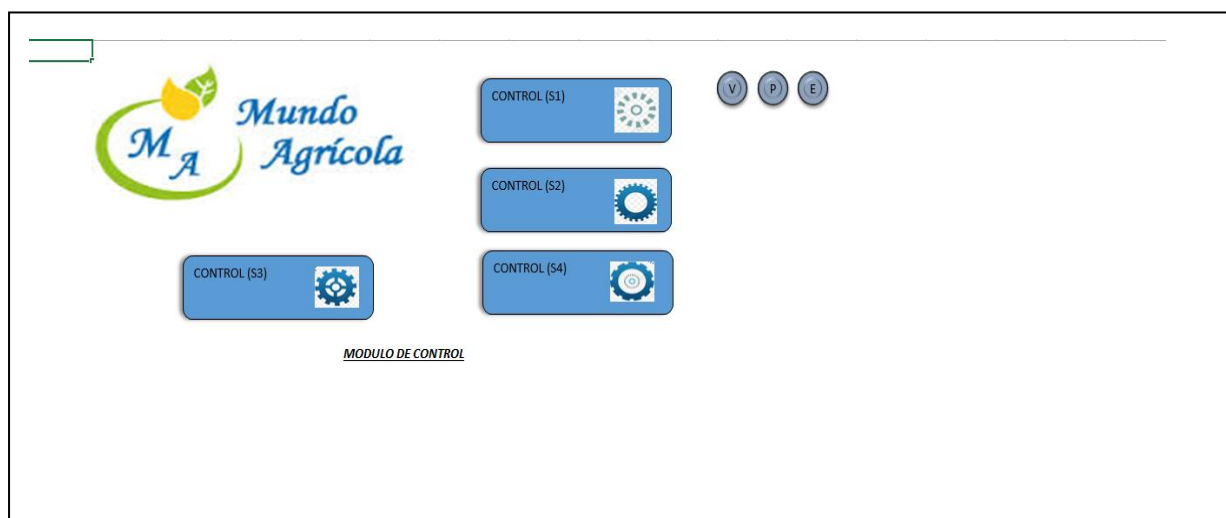 Mundo
Agrícola
M A
CONTROL (S1)
V P E
CONTROL (S2)
CONTROL (S3)
CONTROL (S4)
MODULO DE CONTROL